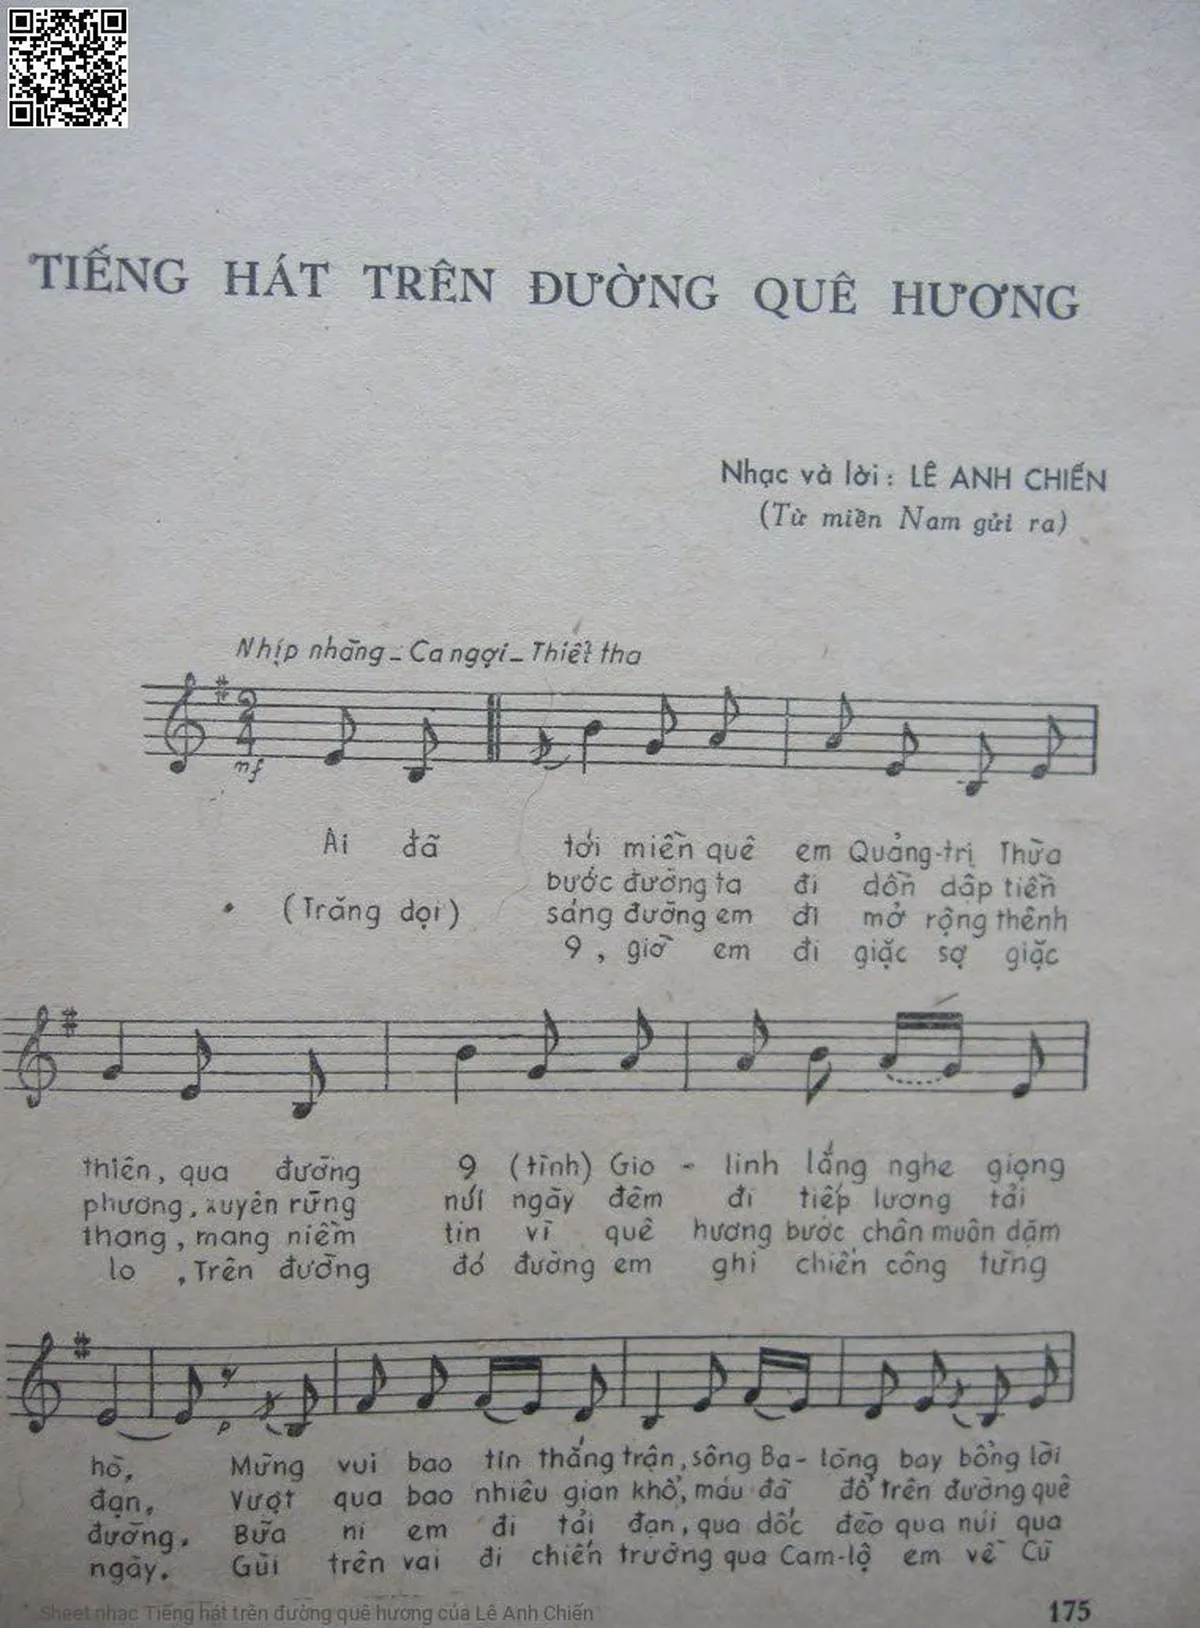 TIẾNG HÁT TRÊN ĐƯỜNG QUÊ HƯƠNG
Nhạc và lời: LÊ ANH CHIẾN
(Từ miền Nam gửi ra)
Nhịp nhàng - Ca ngợi - Thiết tha
2
4
mf
Ai đã tới miền quê em Quảng-trị Thừa
bước đường ta đi dồn dập tiền
(Trăng dọi) sáng đường em đi mở rộng thênh
9, giờ em đi giặc sợ giặc
thiên, qua đường 9 (tình) Gio - linh lắng nghe giọng
phương, xuyên rừng núi ngày đêm đi tiếp lương tải
thang, mang niềm tin vì quê hương bước chân muôn dặm
lo, Trên đường đó đường em ghi chiến công từng
p
hò, Mừng vui bao tin thắng trận, sông Ba - lòng bay bổng lời
đạn, Vượt qua bao nhiêu gian khổ, máu đã đổ trên đường quê
đường. Bữa ni em đi tải đạn, qua dốc đèo qua núi qua
ngày. Gùi trên vai đi chiến trường qua Cam-lộ em về Cù
* Sheet nhạc Tiếng hát trên đường quê hương của Lê Anh Chiến
175